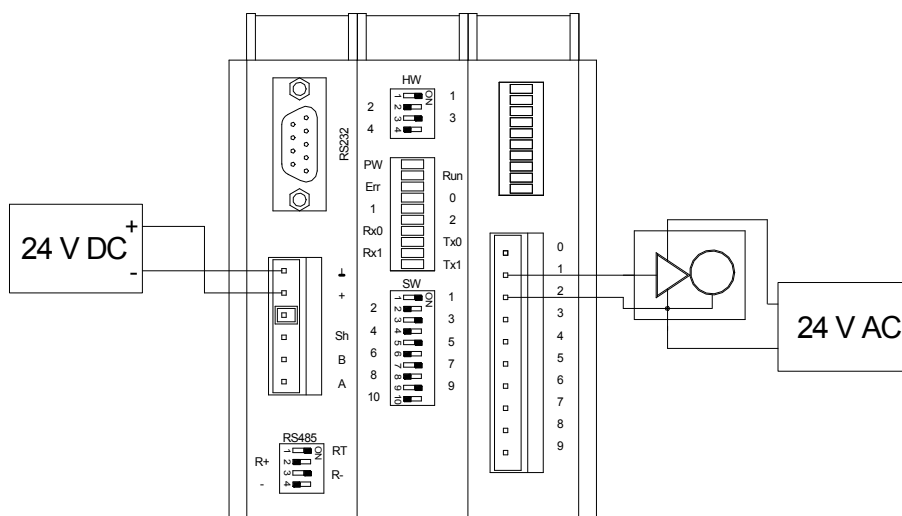 HW
1
2
3
4
ON
1 2 3 4
RS232
PW
Run
Err
0
1
2
Rx0
Tx0
Rx1
Tx1
24 V DC
+
-
+
Sh
B
A
SW
1
2
3
4
5
6
7
8
9
10
ON
1 2 3 4 5 6 7 8 9 10
0
1
2
3
4
5
6
7
8
9
24 V AC
RS485
RT
R+
R-
-
ON
1 2 3 4